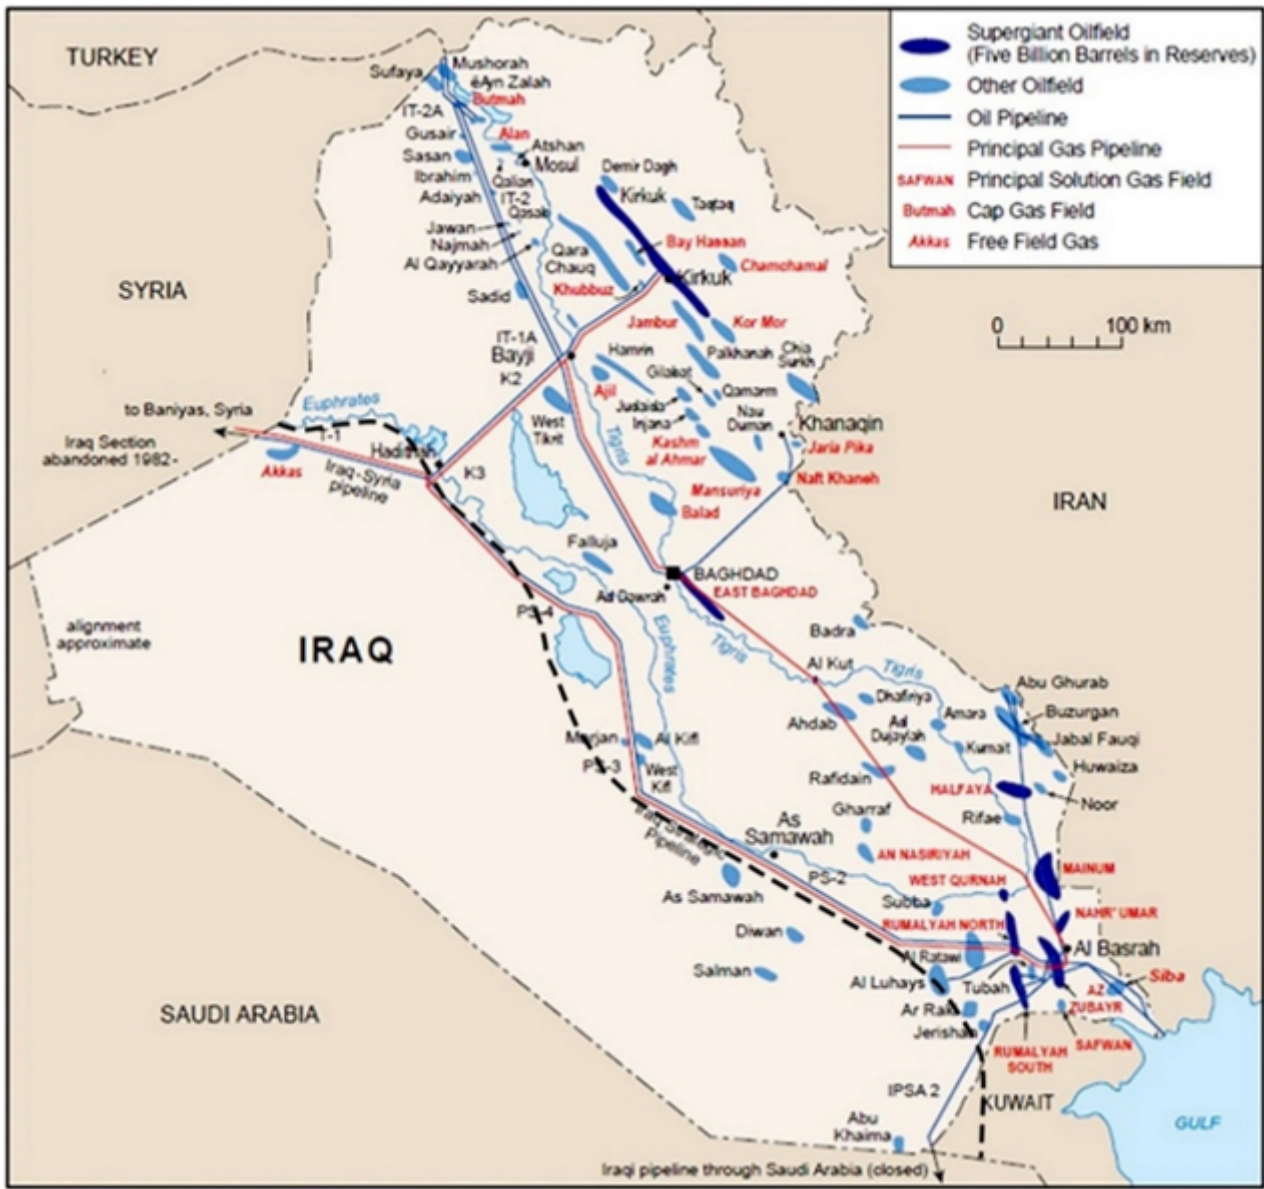 TURKEY
Supergiant Oilfield
(Five Billion Barrels in Reserves)
Other Oilfield
Oil Pipeline
Principal Gas Pipeline
SAFWAN Principal Solution Gas Field
Butmah Cap Gas Field
Akkas Free Field Gas
0 100 km
Mushorah
Sufaya
Ayn Zalah
Butmah
IT-2A
Gusair
Alan
Atshan
Sasan
Mosul
Ibrahim
Qalian
Adaiyah
IT-2
Qasab
Jawan
Najmah
Al Qayyarah
Demir Dagh
Kirkuk
Taqtaq
Bay Hassan
Qara
Chauq
Chamchamal
Kirkuk
Khubbuz
SYRIA
Sadid
IT-1A
Bayji
K2
Jambur
Kor Mor
Hamrin
Palkhanah
Chia
Surkh
Gilabat
Qamarm
Ajil
Judaida
Injana
Nau
Duman
Khanaqin
West
Tikrit
Tigris
Kashm
al Ahmar
Jaria Pika
Mansuriya
Naft Khaneh
Balad
to Baniyas, Syria
Euphrates
Iraq Section
abandoned 1982-
T-1
Hadithah
K3
Akkas
Iraq-Syria
pipeline
IRAN
Falluja
BAGHDAD
EAST BAGHDAD
Ad Dawrah
PS-4
Euphrates
Tigris
Badra
alignment
approximate
IRAQ
Al Kut
Tigris
Abu Ghurab
Dhafriya
Amara
Buzurgan
Ahdab
Ad
Dujaylah
Kumait
Jabal Fauqi
Marjan
Al Kifl
PS-3
West
Kifl
Rafidain
Huwaiza
HALFAYA
Noor
Gharraf
Rifae
Iraq Strategic
Pipeline
As
Samawah
AN NASIRIYAH
MAINUM
PS-2
WEST QURNAH
As Samawah
Subba
NAHR' UMAR
RUMALYAH NORTH
Diwan
Al Ratawi
Al Basrah
Salman
Al Luhays
Tubah
AZ
ZUBAYR
Siba
SAUDI ARABIA
Jerishan
RUMALYAH
SOUTH
SAFWAN
IPSA 2
KUWAIT
Abu
Khaima
GULF
Iraqi pipeline through Saudi Arabia (closed)